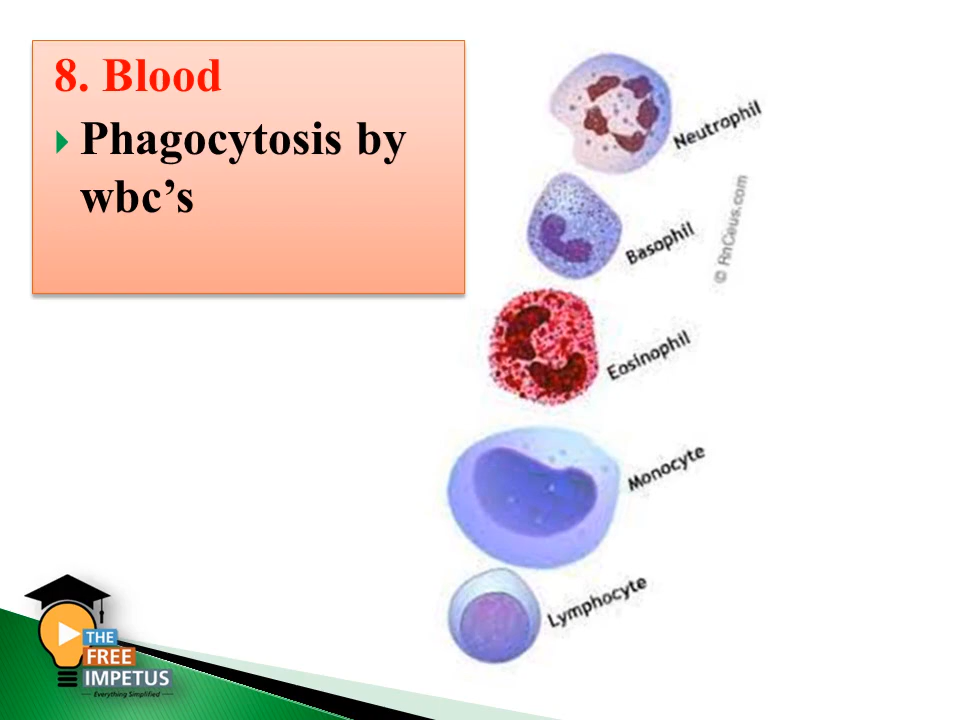 8. Blood
Phagocytosis by
wbc’s
Neutrophil
Basophil
© RnCeus.com
Eosinophil
Monocyte
Lymphocyte
THE
FREE
IMPETUS
Everything Simplified